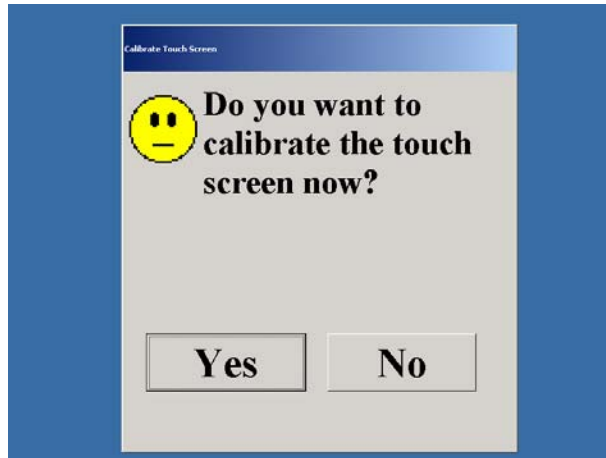 Calibrate Touch Screen
Do you want to
calibrate the touch
screen now?
Yes No